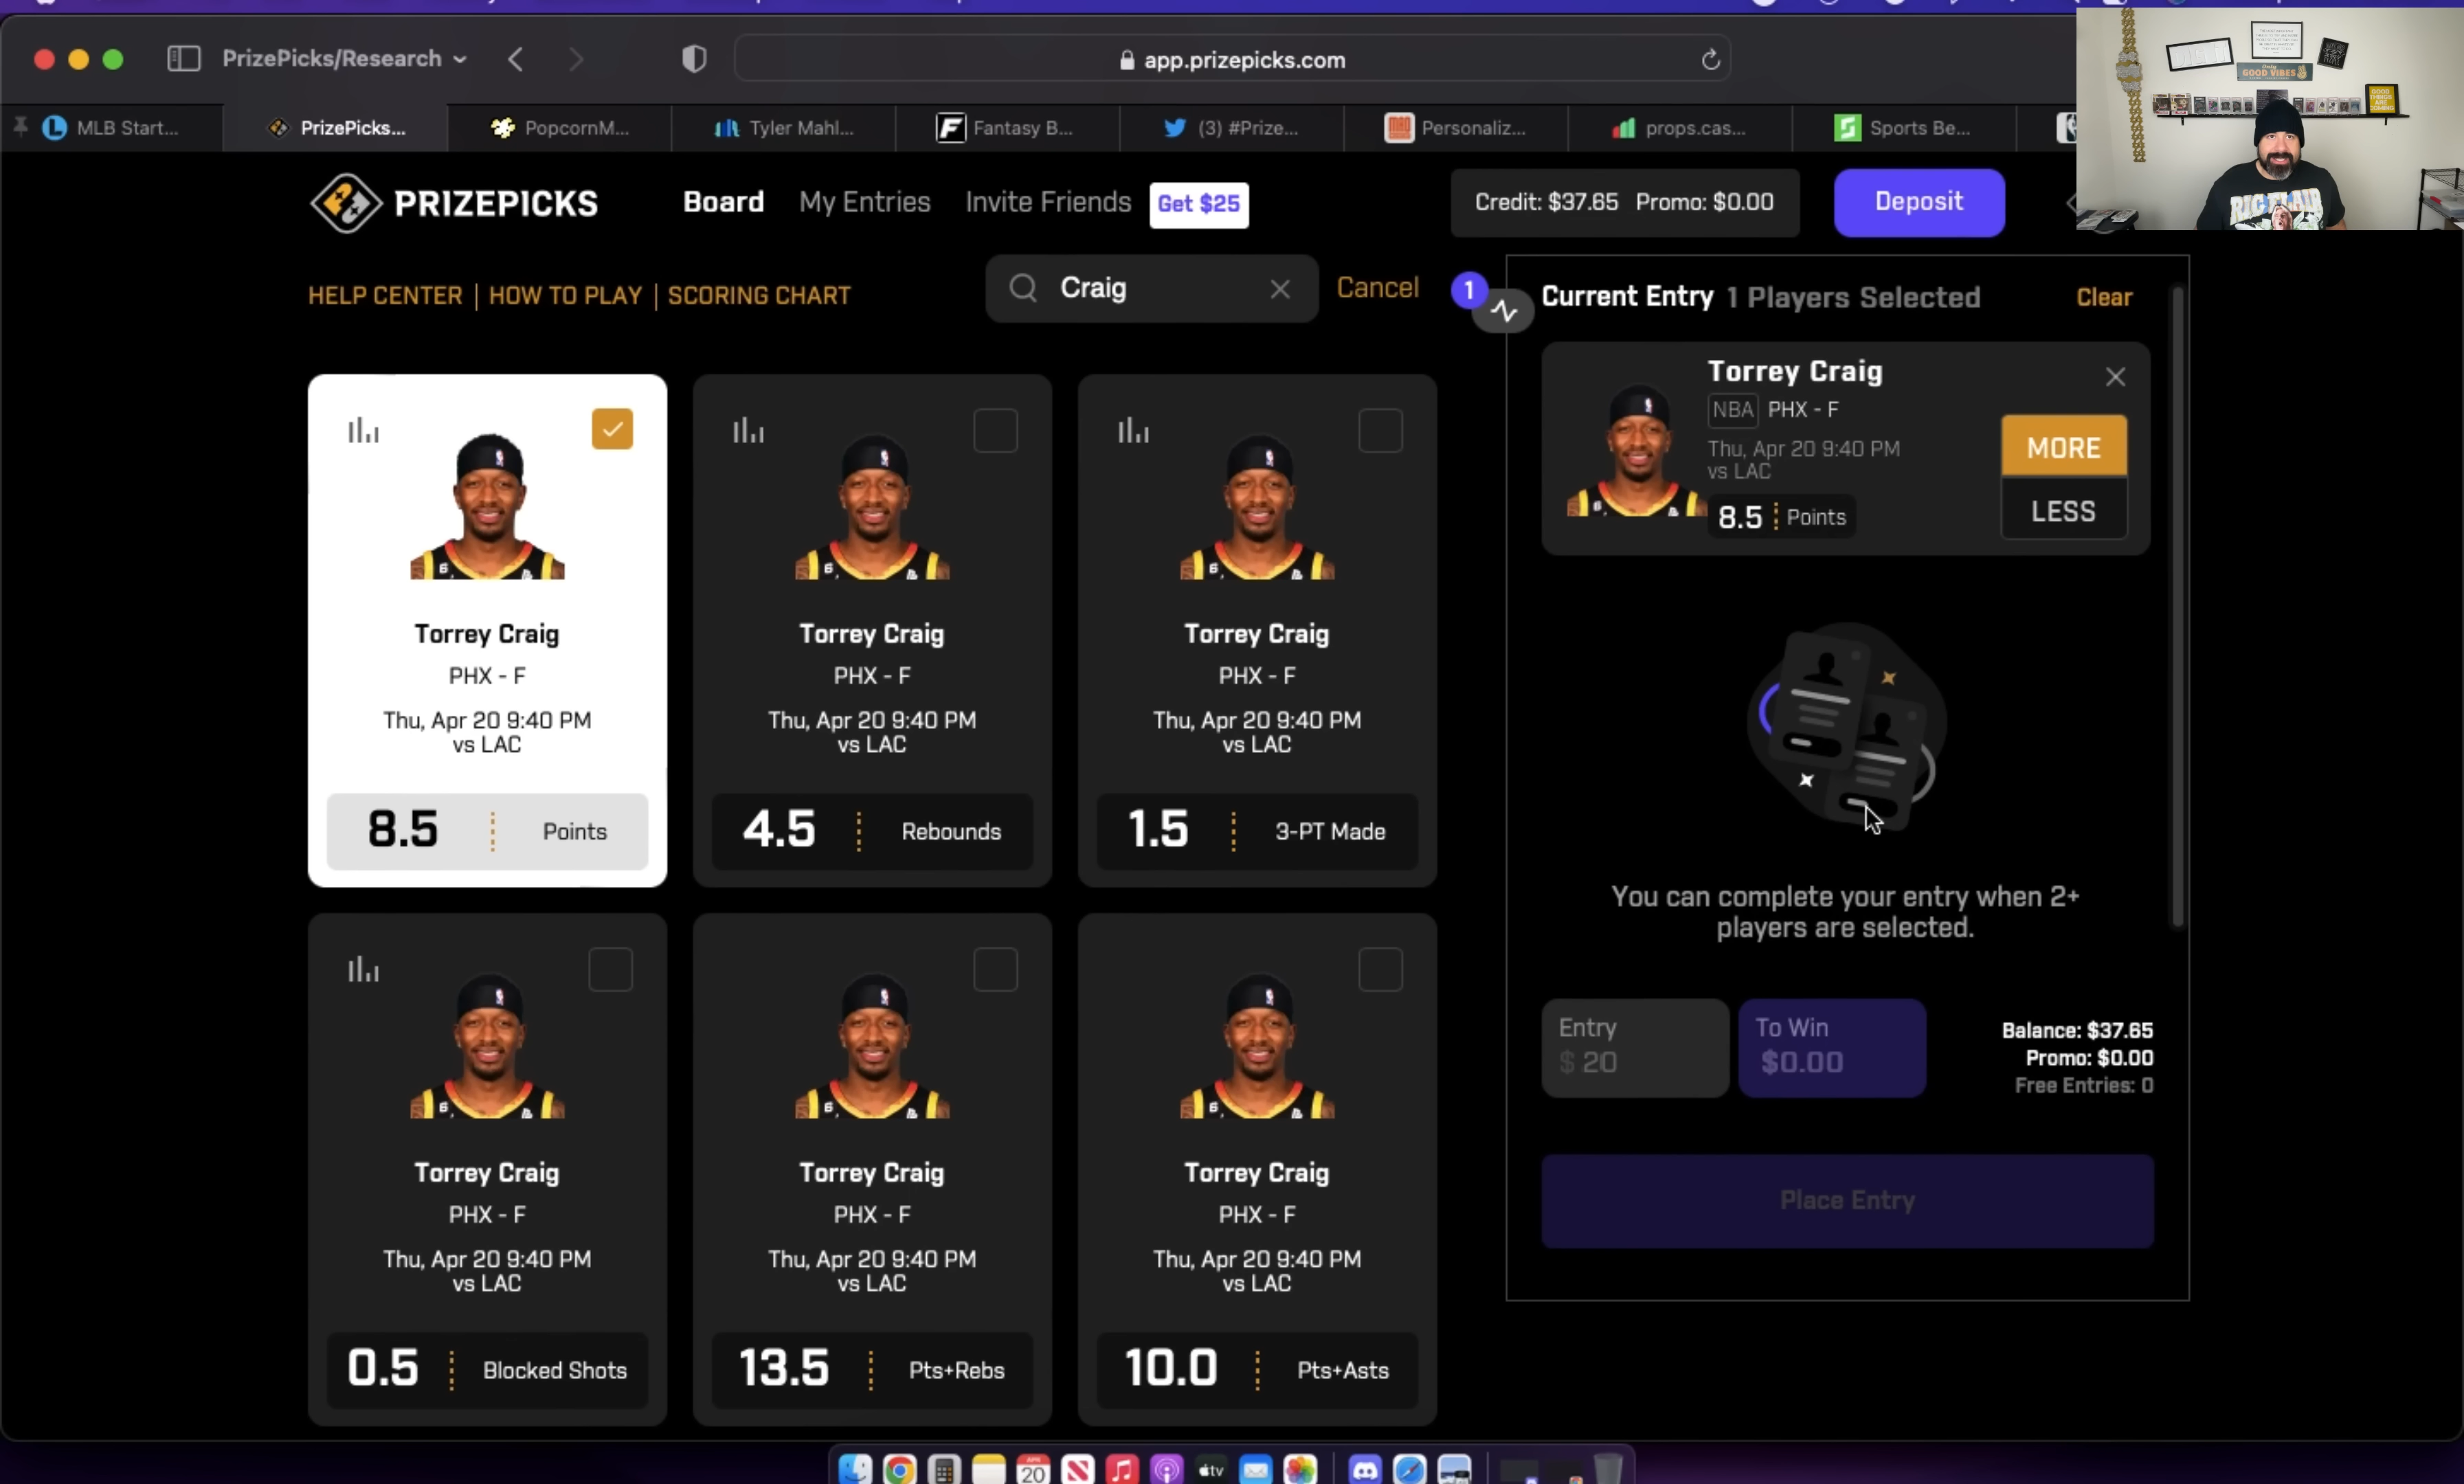 PrizePicks/Research
app.prizepicks.com
MLB Start...
PrizePicks...
PopcornM...
Tyler Mahl...
Fantasy B...
(3) #Prize...
Personaliz...
props.cas...
Sports Be...
PRIZEPICKS
Board
My Entries
Invite Friends
Get $25
Credit: $37.65 Promo: $0.00
Deposit
GOOD VIBES
HELP CENTER | HOW TO PLAY | SCORING CHART
Craig
Cancel
1
Current Entry 1 Players Selected
Clear
Torrey Craig
NBA PHX - F
Thu, Apr 20 9:40 PM
vs LAC
8.5 Points
MORE
LESS
Torrey Craig
PHX - F
Thu, Apr 20 9:40 PM
vs LAC
8.5 Points
Torrey Craig
PHX - F
Thu, Apr 20 9:40 PM
vs LAC
4.5 Rebounds
Torrey Craig
PHX - F
Thu, Apr 20 9:40 PM
vs LAC
1.5 3-PT Made
You can complete your entry when 2+
players are selected.
Entry
$ 20
To Win
$0.00
Balance: $37.65
Promo: $0.00
Free Entries: 0
Place Entry
Torrey Craig
PHX - F
Thu, Apr 20 9:40 PM
vs LAC
0.5 Blocked Shots
Torrey Craig
PHX - F
Thu, Apr 20 9:40 PM
vs LAC
13.5 Pts+Rebs
Torrey Craig
PHX - F
Thu, Apr 20 9:40 PM
vs LAC
10.0 Pts+Asts
APR
20
tv